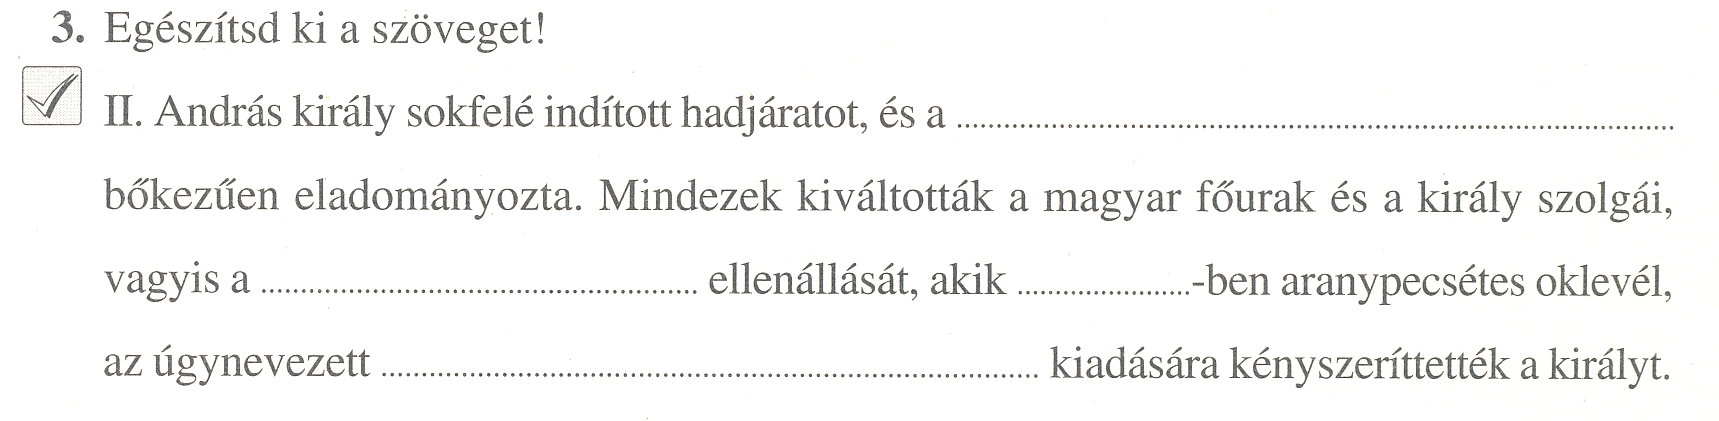 3. Egészítsd ki a szöveget!
II. András király sokfelé indított hadjáratot, és a ........................................................
bőkezűen eladományozta. Mindezek kiváltották a magyar főurak és a király szolgái,
vagyis a ........................................ ellenállását, akik ....................-ben aranypecsétes oklevél,
az úgynevezett ............................................................ kiadására kényszeríttették a királyt.